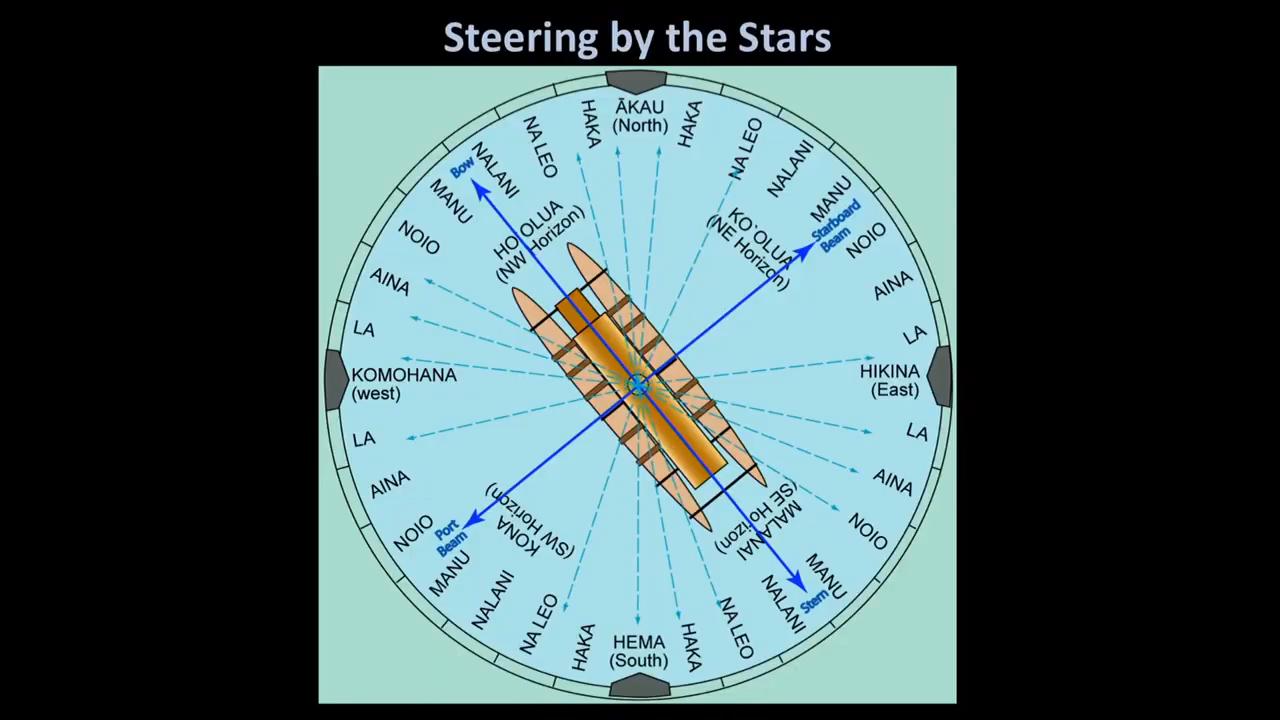 Steering by the Stars
ĀKAU
(North)
HAKA
NA LEO
NALANI
MANU
Starboard
Beam
NOIO
AINA
LA
HIKINA
(East)
LA
AINA
NOIO
MANU
Stern
NALANI
NA LEO
HAKA
HEMA
(South)
HAKA
NA LEO
NALANI
MANU
Port
Beam
NOIO
AINA
LA
KOMOHANA
(west)
LA
AINA
NOIO
MANU
Bow
NALANI
NA LEO
HAKA
HO`OLUA
(NW Horizon)
KO`OLUA
(NE Horizon)
MALANAI
(SE Horizon)
KONA
(SW Horizon)